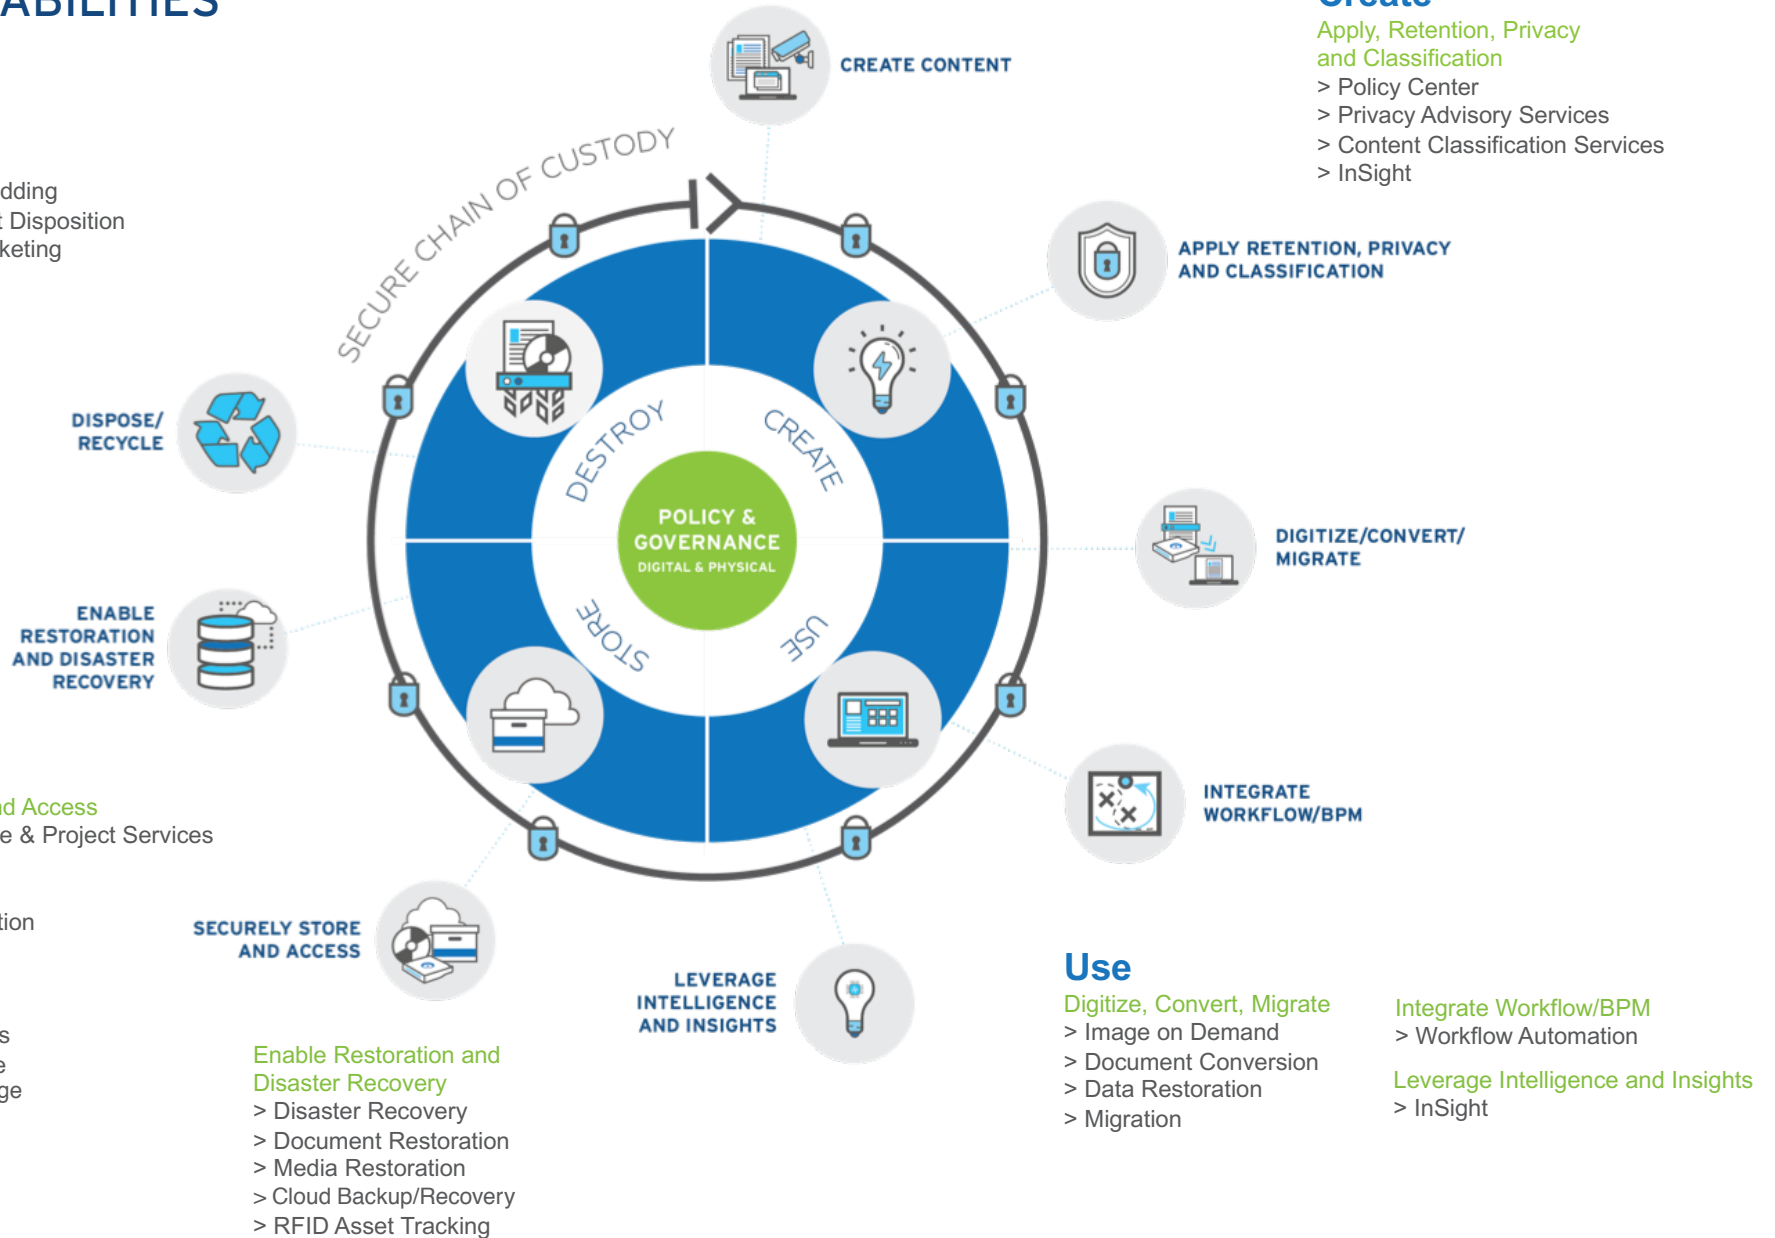 Create
Apply, Retention, Privacy
and Classification
> Policy Center
> Privacy Advisory Services
> Content Classification Services
> InSight
CREATE CONTENT
SECURE CHAIN OF CUSTODY
Disposition
APPLY RETENTION, PRIVACY
AND CLASSIFICATION
DISPOSE/
RECYCLE
DESTROY
CREATE
POLICY &
GOVERNANCE
DIGITAL & PHYSICAL
STORE
USE
DIGITIZE/CONVERT/
MIGRATE
ENABLE
RESTORATION
AND DISASTER
RECOVERY
INTEGRATE
WORKFLOW/BPM
Access
& Project Services
SECURELY STORE
AND ACCESS
LEVERAGE
INTELLIGENCE
AND INSIGHTS
Enable Restoration and
Disaster Recovery
> Disaster Recovery
> Document Restoration
> Media Restoration
> Cloud Backup/Recovery
> RFID Asset Tracking
Use
Digitize, Convert, Migrate
> Image on Demand
> Document Conversion
> Data Restoration
> Migration
Integrate Workflow/BPM
> Workflow Automation
Leverage Intelligence and Insights
> InSight